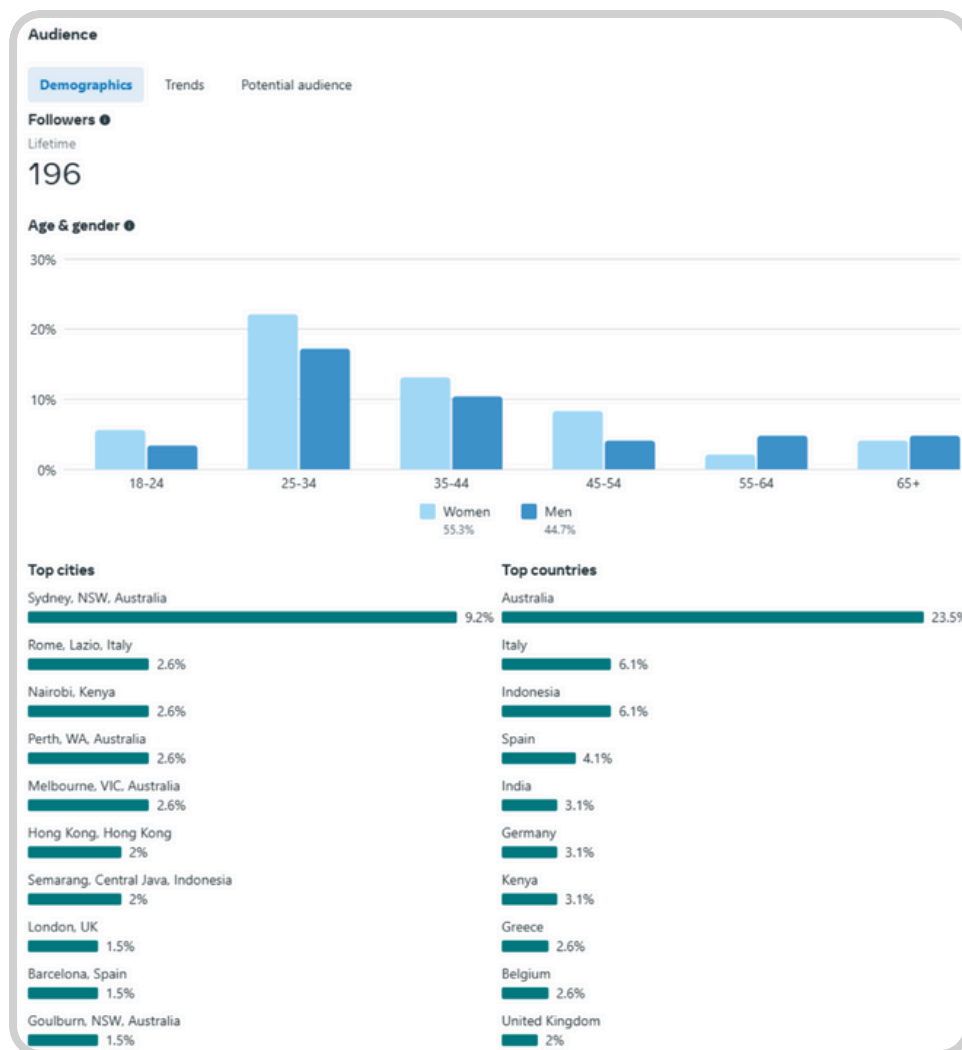 Audience
Demographics Trends Potential audience
Followers
Lifetime
196
Age & gender
30%
20%
10%
0%
18-24 25-34 35-44 45-54 55-64 65+
Women Men
55.3% 44.7%
Top cities
Sydney, NSW, Australia
9.2%
Rome, Lazio, Italy
2.6%
Nairobi, Kenya
2.6%
Perth, WA, Australia
2.6%
Melbourne, VIC, Australia
2.6%
Hong Kong, Hong Kong
2%
Semarang, Central Java, Indonesia
2%
London, UK
1.5%
Barcelona, Spain
1.5%
Goulburn, NSW, Australia
1.5%
Top countries
Australia
23.5%
Italy
6.1%
Indonesia
6.1%
Spain
4.1%
India
3.1%
Germany
3.1%
Kenya
3.1%
Greece
2.6%
Belgium
2.6%
United Kingdom
2%